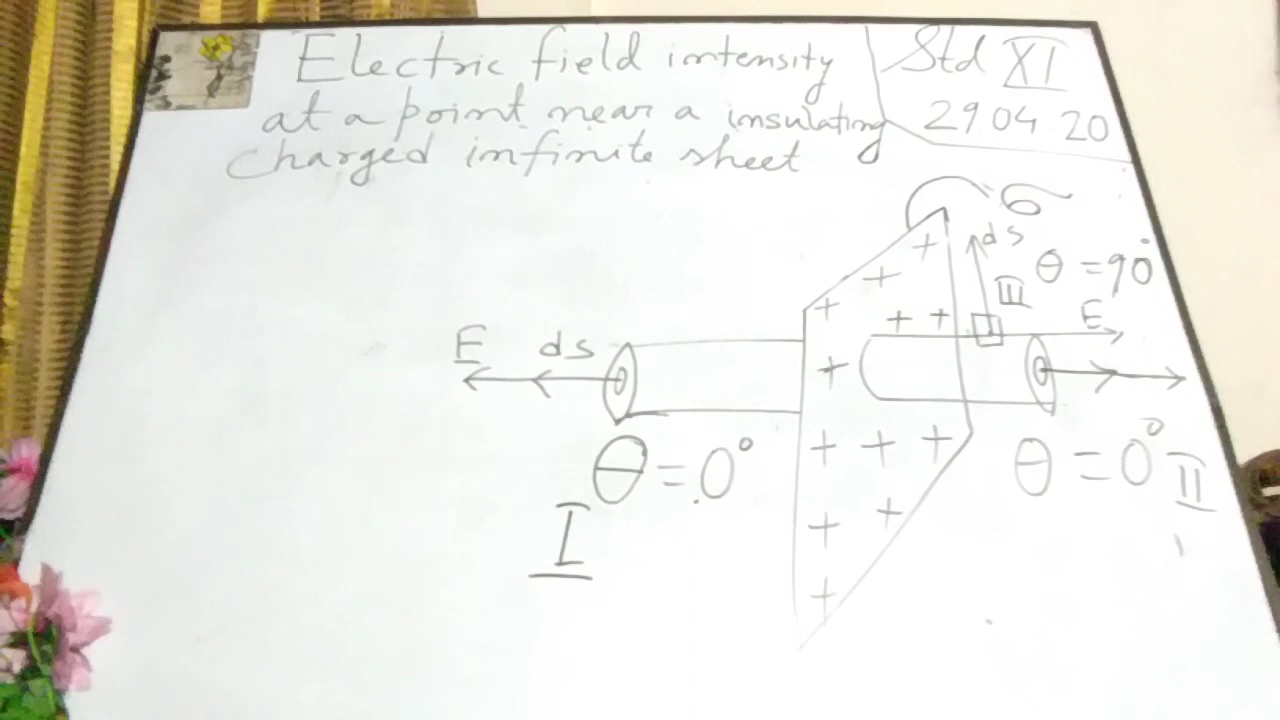 Electric field intensity
at a point near a insulating
charged infinite sheet
Std XI
29.04.20
σ
ds
θ = 90°
III
+
+
+
+ +
E
E
ds
+
θ = 0°
+ + +
θ = 0°
II
I
+
+
+